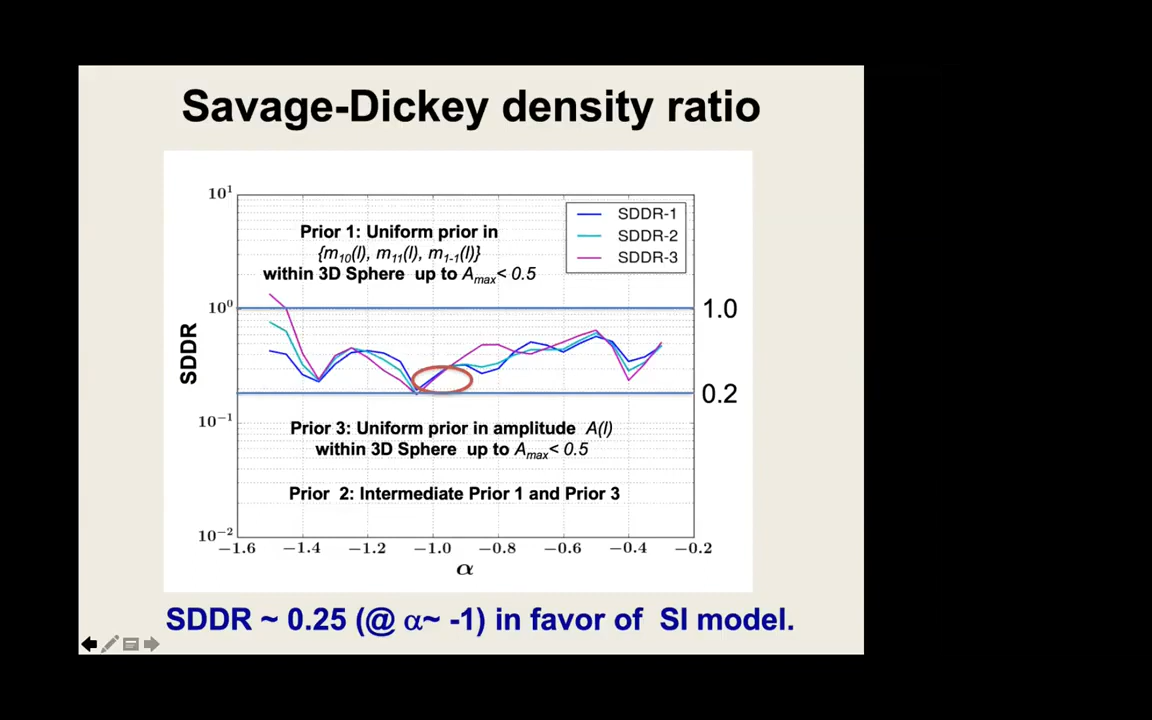 Savage-Dickey density ratio
10¹
SDDR-1
SDDR-2
SDDR-3
Prior 1: Uniform prior in
{m₁₀(l), m₁₁(l), m₁₋₁(l)}
within 3D Sphere up to Aₘₐₓ< 0.5
10⁰
1.0
SDDR
0.2
10⁻¹
Prior 3: Uniform prior in amplitude A(l)
within 3D Sphere up to Aₘₐₓ< 0.5
Prior 2: Intermediate Prior 1 and Prior 3
10⁻²
−1.6 −1.4 −1.2 −1.0 −0.8 −0.6 −0.4 −0.2
α
SDDR ~ 0.25 (@ α~ -1) in favor of SI model.